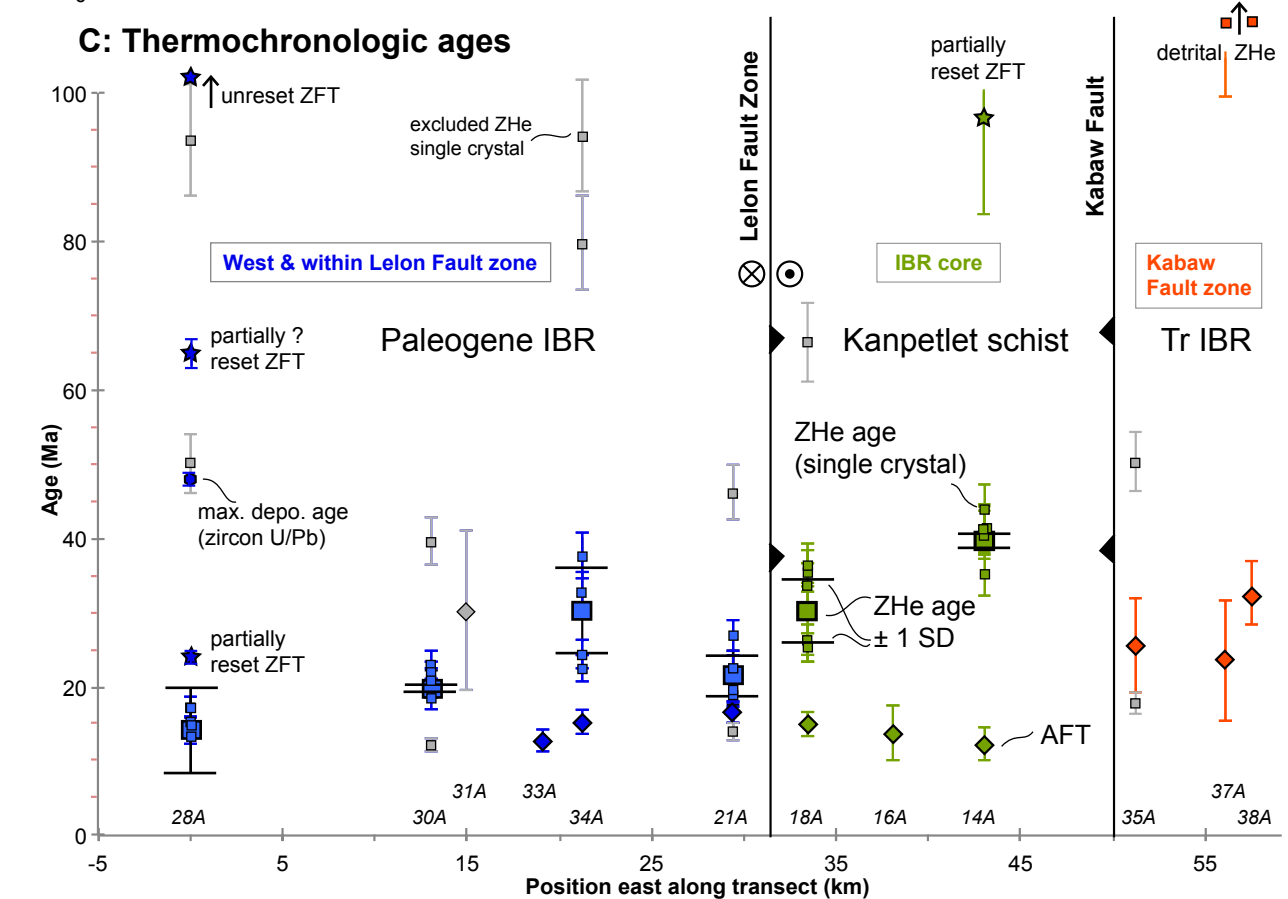 C: Thermochronologic ages
100
80
60
40
20
0
Age (Ma)
unreset ZFT
excluded ZHe
single crystal
West & within Lelon Fault zone
Paleogene IBR
partially ?
reset ZFT
max. depo. age
(zircon U/Pb)
partially
reset ZFT
Lelon Fault Zone
partially
reset ZFT
IBR core
Kanpetlet schist
ZHe age
(single crystal)
ZHe age
± 1 SD
AFT
Kabaw Fault
detrital ZHe
Kabaw
Fault zone
Tr IBR
28A
30A
31A
33A
34A
21A
18A
16A
14A
35A
37A
38A
-5
5
15
25
35
45
55
Position east along transect (km)